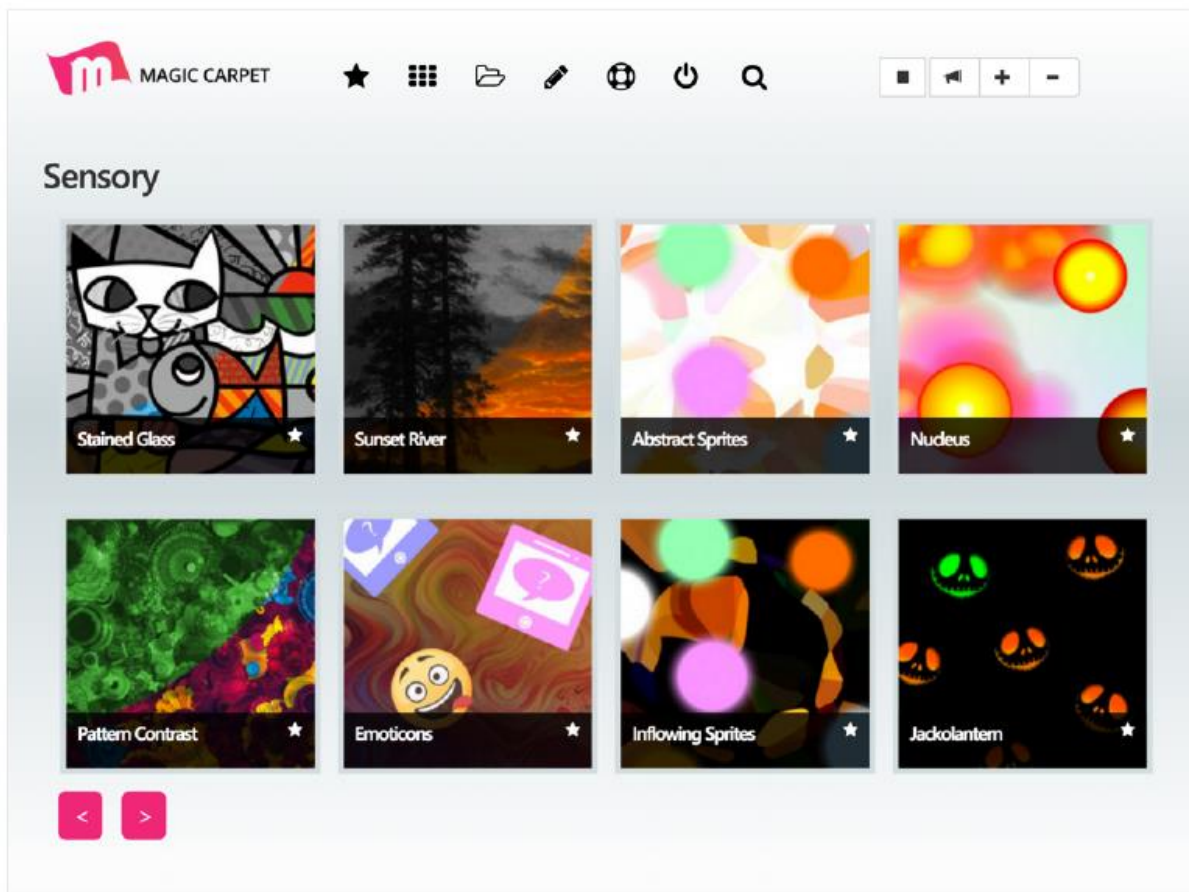 m MAGIC CARPET
+ -
Sensory
Stained Glass
Sunset River
Abstract Sprites
Nucleus
Pattern Contrast
Emoticons
Inflowing Sprites
Jackolantern
? ?
< >